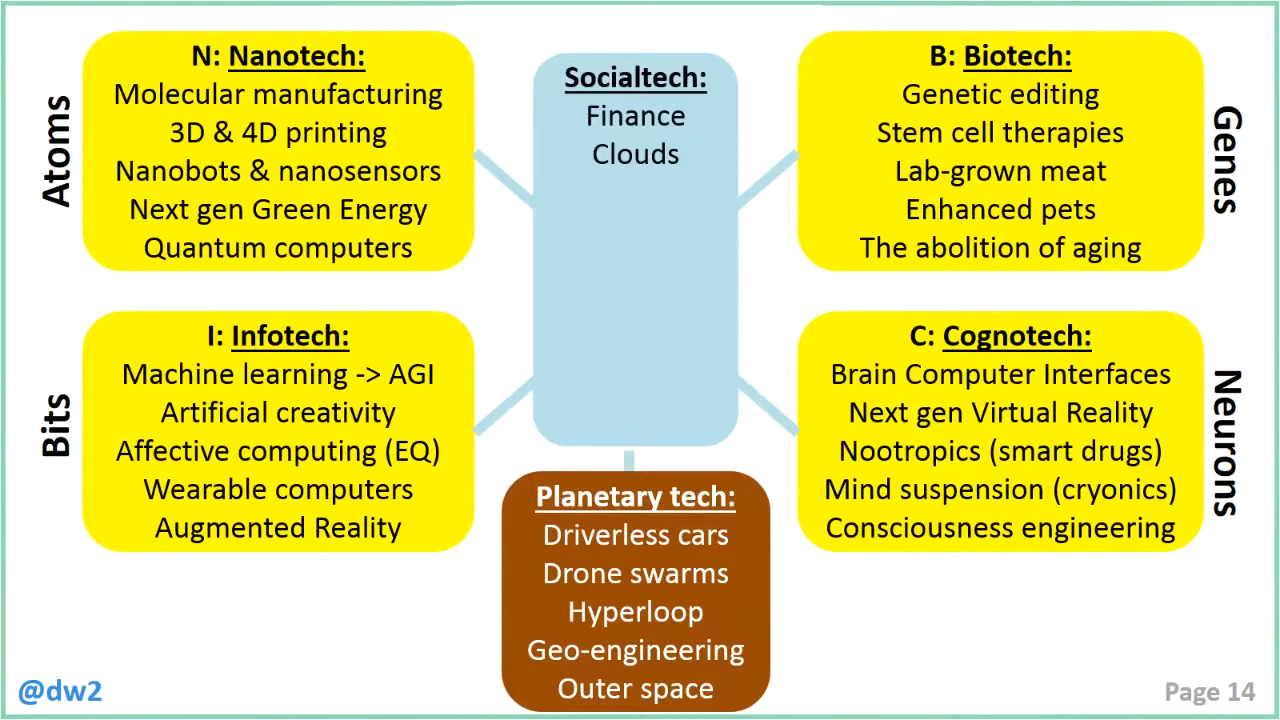 Atoms
N: Nanotech:
Molecular manufacturing
3D & 4D printing
Nanobots & nanosensors
Next gen Green Energy
Quantum computers
Socialtech:
Finance
Clouds
B: Biotech:
Genetic editing
Stem cell therapies
Lab-grown meat
Enhanced pets
The abolition of aging
Genes
Bits
I: Infotech:
Machine learning -> AGI
Artificial creativity
Affective computing (EQ)
Wearable computers
Augmented Reality
C: Cognotech:
Brain Computer Interfaces
Next gen Virtual Reality
Nootropics (smart drugs)
Mind suspension (cryonics)
Consciousness engineering
Neurons
Planetary tech:
Driverless cars
Drone swarms
Hyperloop
Geo-engineering
Outer space
@dw2
Page 14